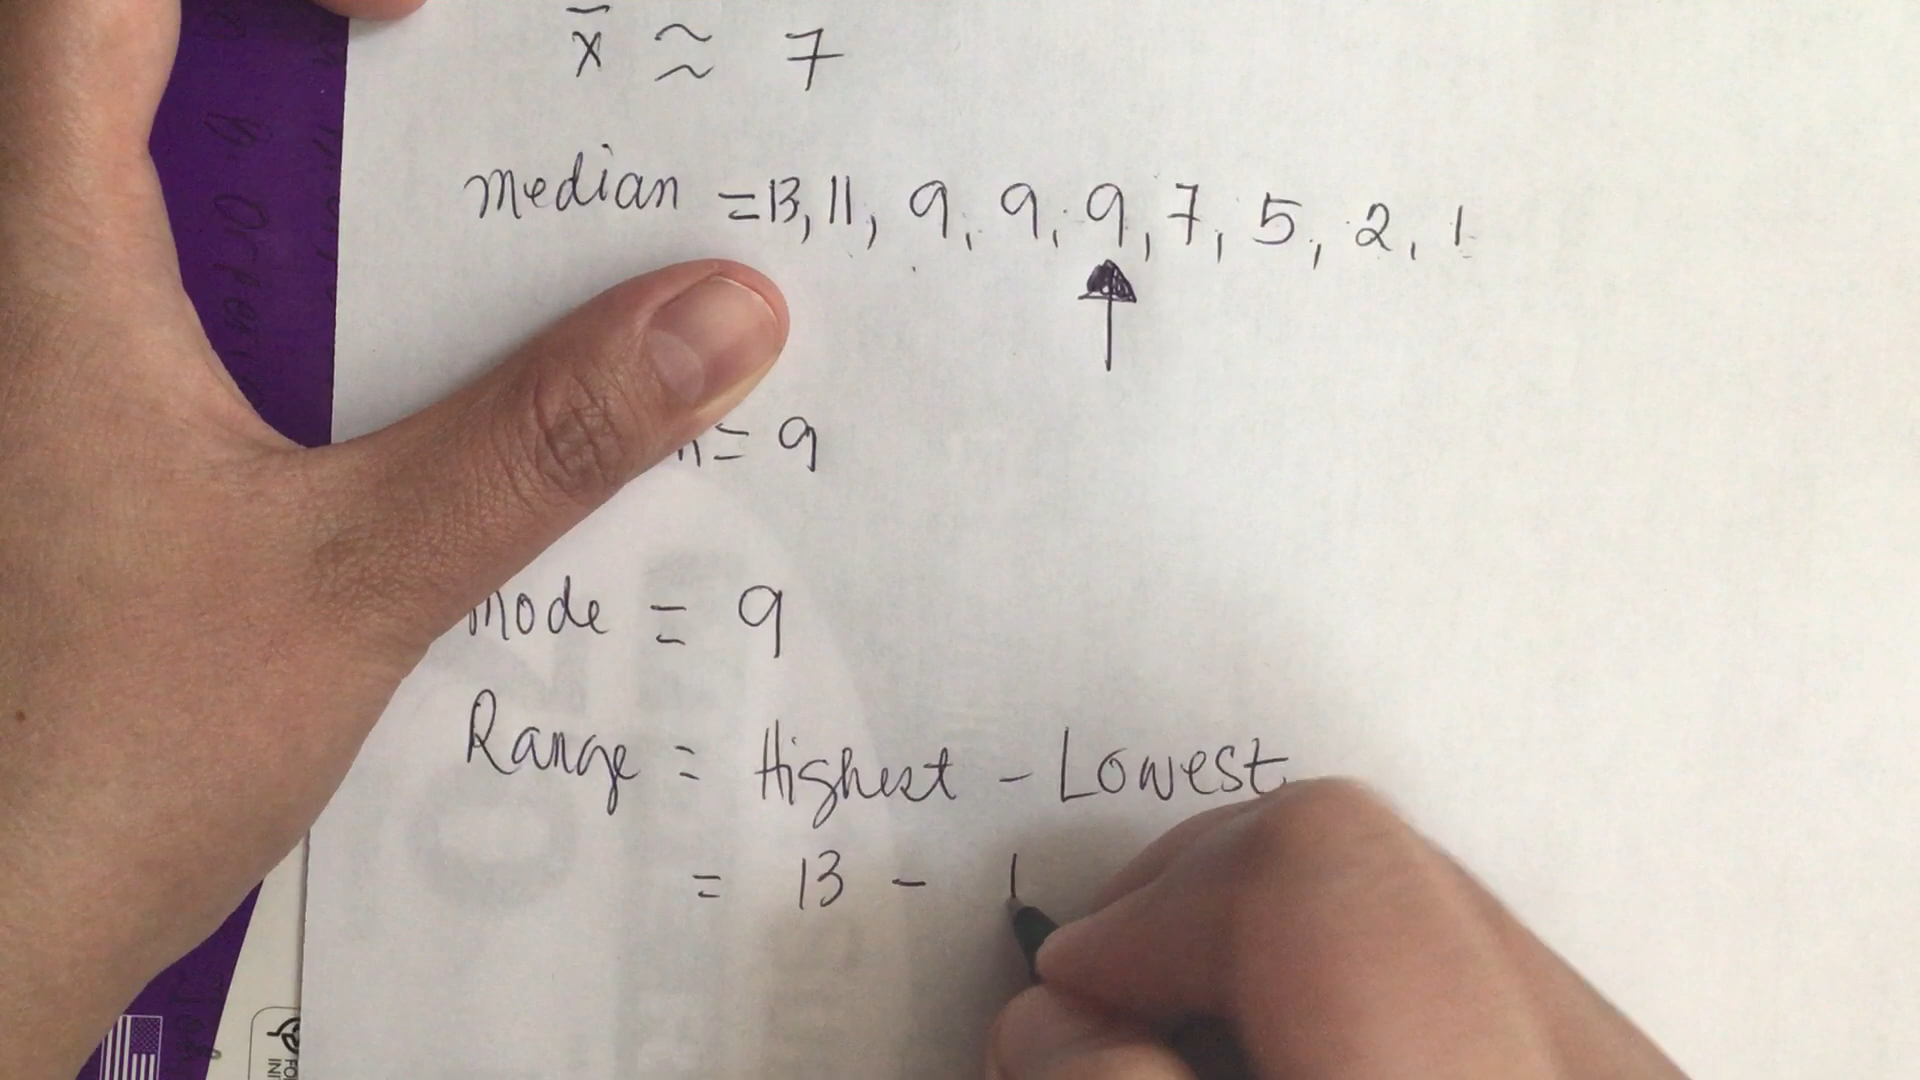 x̄ ≈ 7
median = 13, 11, 9, 9, 9, 7, 5, 2, 1
n = 9
mode = 9
Range = Highest - Lowest
= 13 - 1